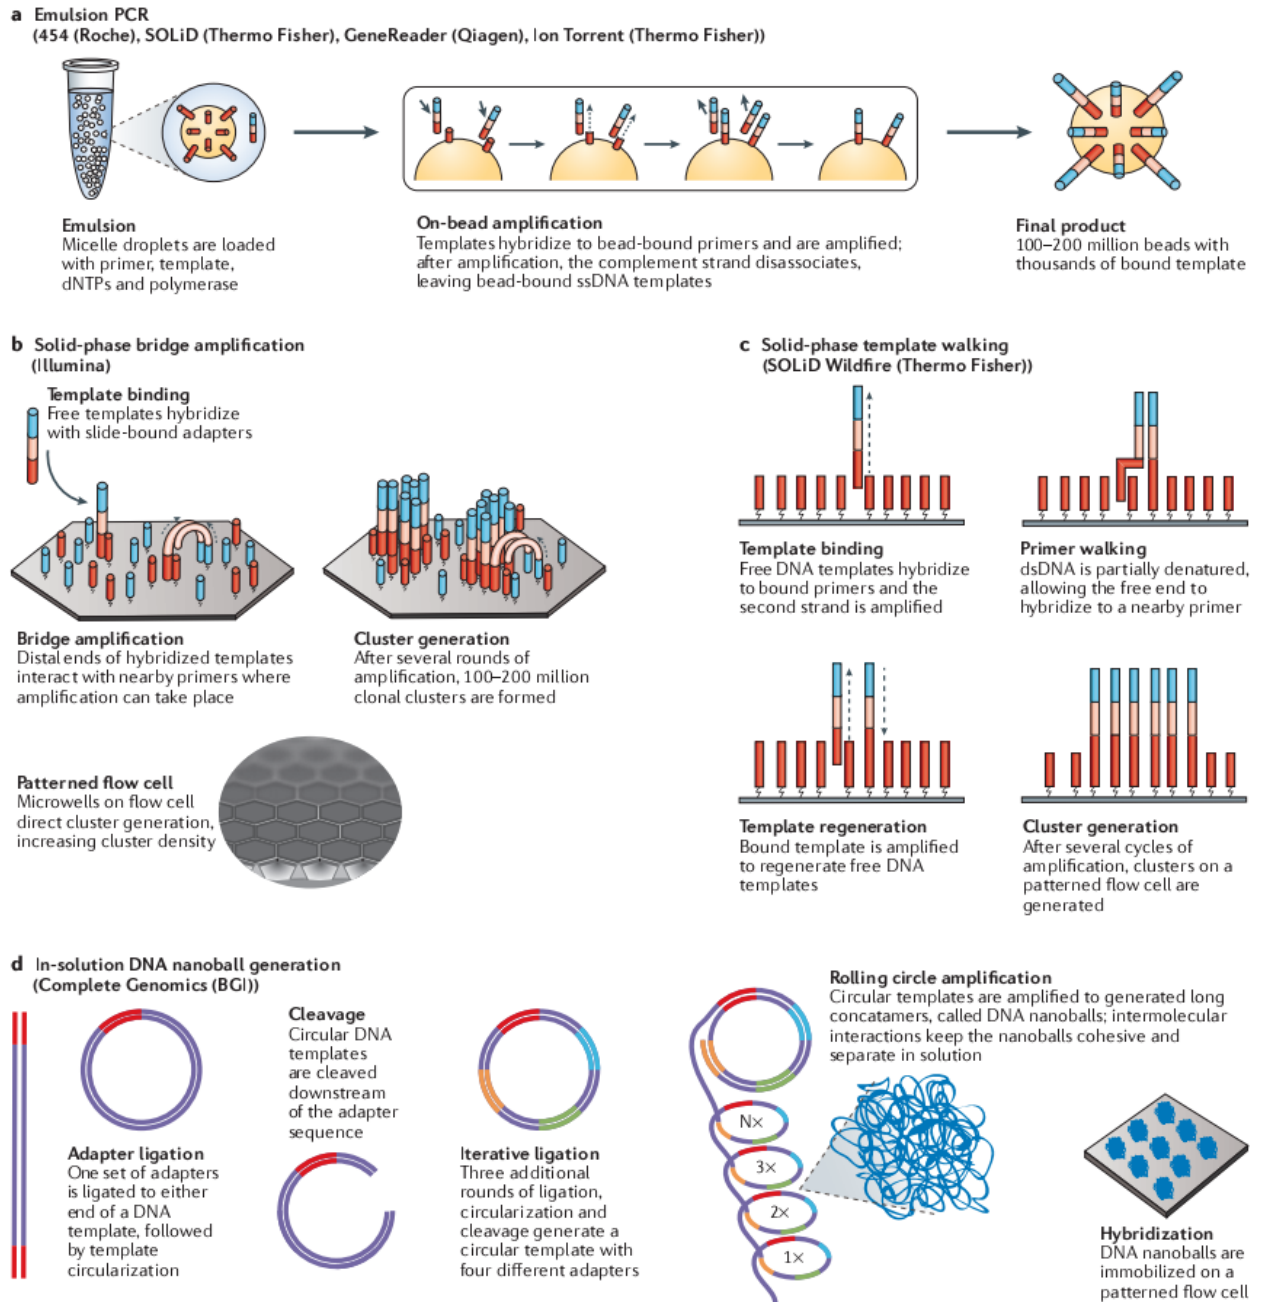 a Emulsion PCR
(454 (Roche), SOLiD (Thermo Fisher), GeneReader (Qiagen), Ion Torrent (Thermo Fisher))
Emulsion
Micelle droplets are loaded
with primer, template,
dNTPs and polymerase
On-bead amplification
Templates hybridize to bead-bound primers and are amplified;
after amplification, the complement strand disassociates,
leaving bead-bound ssDNA templates
Final product
100–200 million beads with
thousands of bound template
b Solid-phase bridge amplification
(Illumina)
Template binding
Free templates hybridize
with slide-bound adapters
Bridge amplification
Distal ends of hybridized templates
interact with nearby primers where
amplification can take place
Cluster generation
After several rounds of
amplification, 100–200 million
clonal clusters are formed
Patterned flow cell
Microwells on flow cell
direct cluster generation,
increasing cluster density
c Solid-phase template walking
(SOLiD Wildfire (Thermo Fisher))
Template binding
Free DNA templates hybridize
to bound primers and the
second strand is amplified
Primer walking
dsDNA is partially denatured,
allowing the free end to
hybridize to a nearby primer
Template regeneration
Bound template is amplified
to regenerate free DNA
templates
Cluster generation
After several cycles of
amplification, clusters on a
patterned flow cell are
generated
d In-solution DNA nanoball generation
(Complete Genomics (BGI))
Adapter ligation
One set of adapters
is ligated to either
end of a DNA
template, followed
by template
circularization
Cleavage
Circular DNA
templates
are cleaved
downstream
of the adapter
sequence
Iterative ligation
Three additional
rounds of ligation,
circularization and
cleavage generate a
circular template with
four different adapters
Rolling circle amplification
Circular templates are amplified to generated long
concatamers, called DNA nanoballs; intermolecular
interactions keep the nanoballs cohesive and
separate in solution
N×
3×
2×
1×
Hybridization
DNA nanoballs are
immobilized on a
patterned flow cell